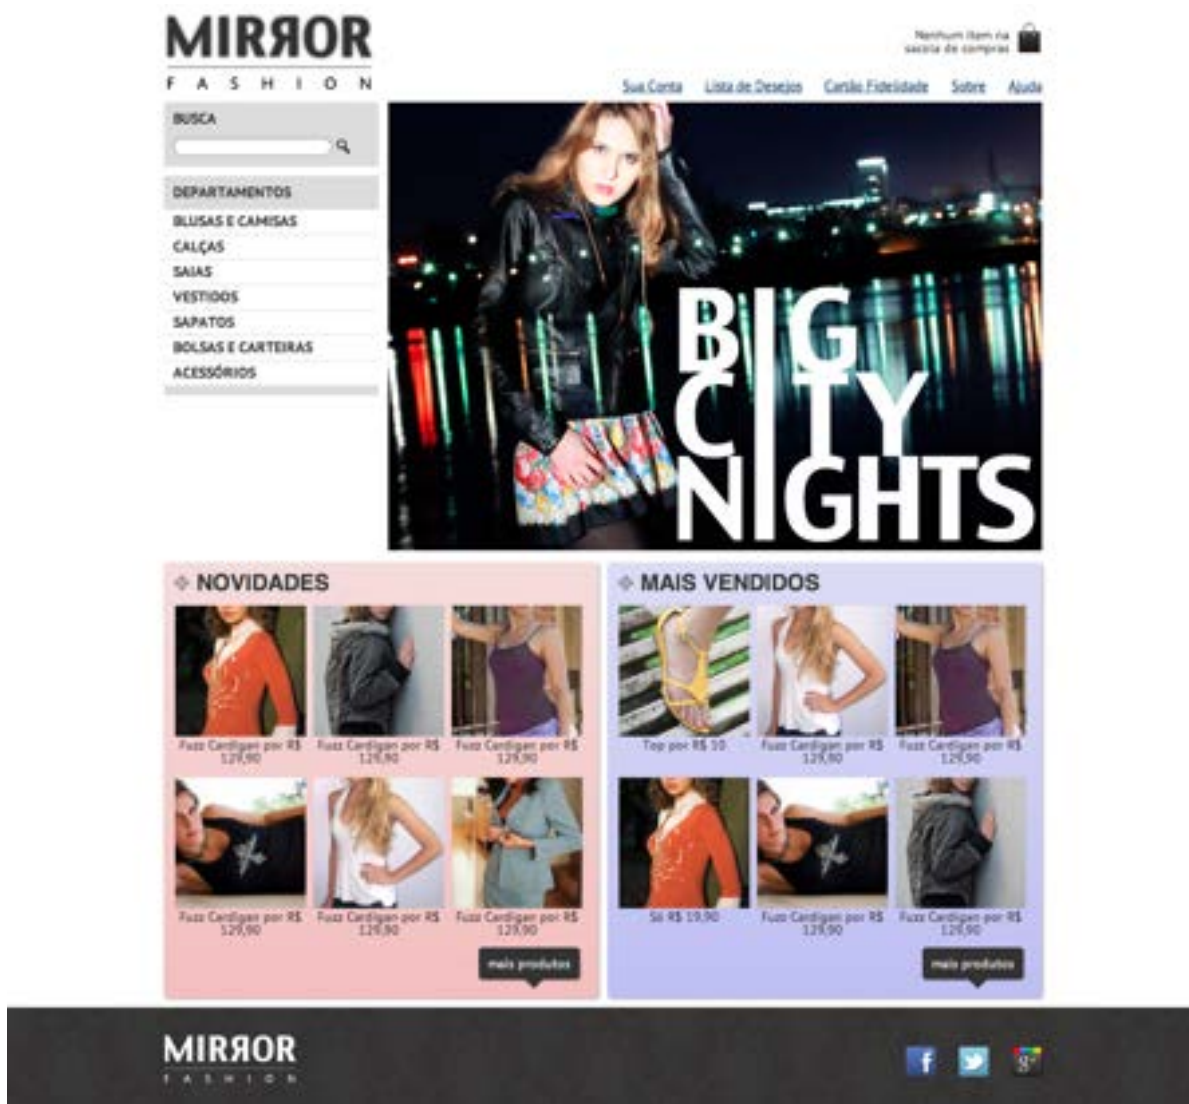 MIRЯOR
FASHION
Nenhum item na
sacola de compras
Sua Conta Lista de Desejos Cartão Fidelidade Sobre Ajuda
BUSCA
DEPARTAMENTOS
BLUSAS E CAMISAS
CALÇAS
SAIAS
VESTIDOS
SAPATOS
BOLSAS E CARTEIRAS
ACESSÓRIOS
BIG
CITY
NIGHTS
NOVIDADES
Fuzz Cardigan por R$
129,90
Fuzz Cardigan por R$
129,90
Fuzz Cardigan por R$
129,90
Fuzz Cardigan por R$
129,90
Fuzz Cardigan por R$
129,90
Fuzz Cardigan por R$
129,90
mais produtos
MAIS VENDIDOS
Top por R$ 10
Fuzz Cardigan por R$
129,90
Fuzz Cardigan por R$
129,90
Só R$ 19,90
Fuzz Cardigan por R$
129,90
Fuzz Cardigan por R$
129,90
mais produtos
MIRЯOR
FASHION
f
g+